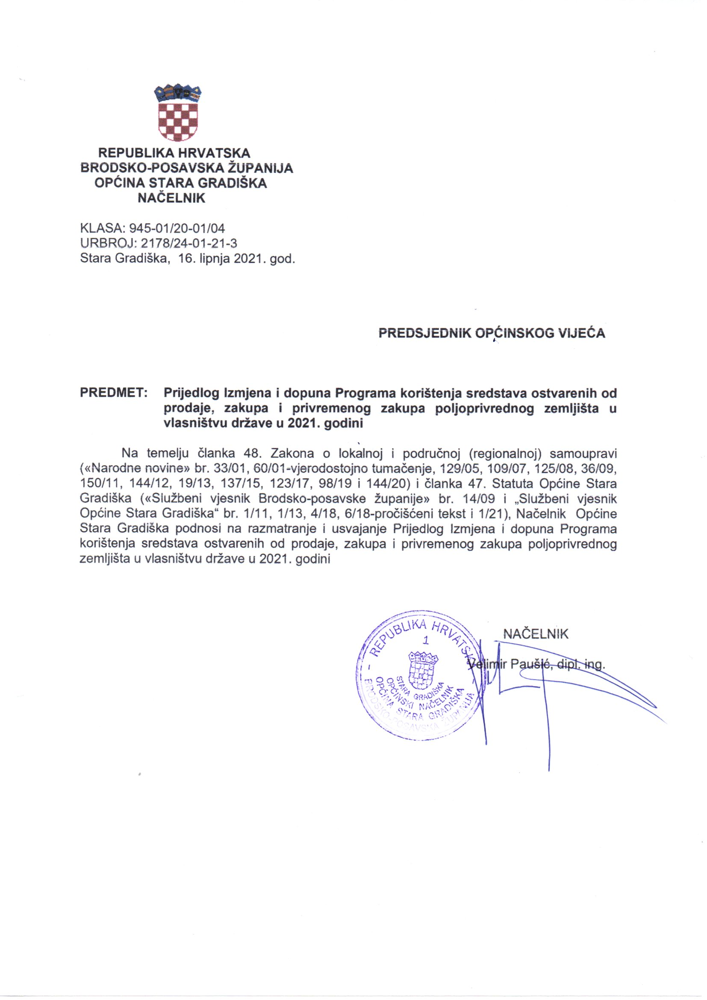 REPUBLIKA HRVATSKA
BRODSKO-POSAVSKA ŽUPANIJA
OPĆINA STARA GRADIŠKA
NAČELNIK
KLASA: 945-01/20-01/04
URBROJ: 2178/24-01-21-3
Stara Gradiška, 16. lipnja 2021. god.
PREDSJEDNIK OPĆINSKOG VIJEĆA
PREDMET: Prijedlog Izmjena i dopuna Programa korištenja sredstava ostvarenih od
prodaje, zakupa i privremenog zakupa poljoprivrednog zemljišta u
vlasništvu države u 2021. godini
Na temelju članka 48. Zakona o lokalnoj i područnoj (regionalnoj) samoupravi
(«Narodne novine» br. 33/01, 60/01-vjerodostojno tumačenje, 129/05, 109/07, 125/08, 36/09,
150/11, 144/12, 19/13, 137/15, 123/17, 98/19 i 144/20) i članka 47. Statuta Općine Stara
Gradiška («Službeni vjesnik Brodsko-posavske županije» br. 14/09 i „Službeni vjesnik
Općine Stara Gradiška“ br. 1/11, 1/13, 4/18, 6/18-pročišćeni tekst i 1/21), Načelnik Općine
Stara Gradiška podnosi na razmatranje i usvajanje Prijedlog Izmjena i dopuna Programa
korištenja sredstava ostvarenih od prodaje, zakupa i privremenog zakupa poljoprivrednog
zemljišta u vlasništvu države u 2021. godini
NAČELNIK
Velimir Paušić, dipl. ing.
- REPUBLIKA HRVATSKA -
1
STARA GRADIŠKA
OPĆINSKI NAČELNIK
OPĆINA STARA GRADIŠKA
BRODSKO-POSAVSKA ŽUPANIJA